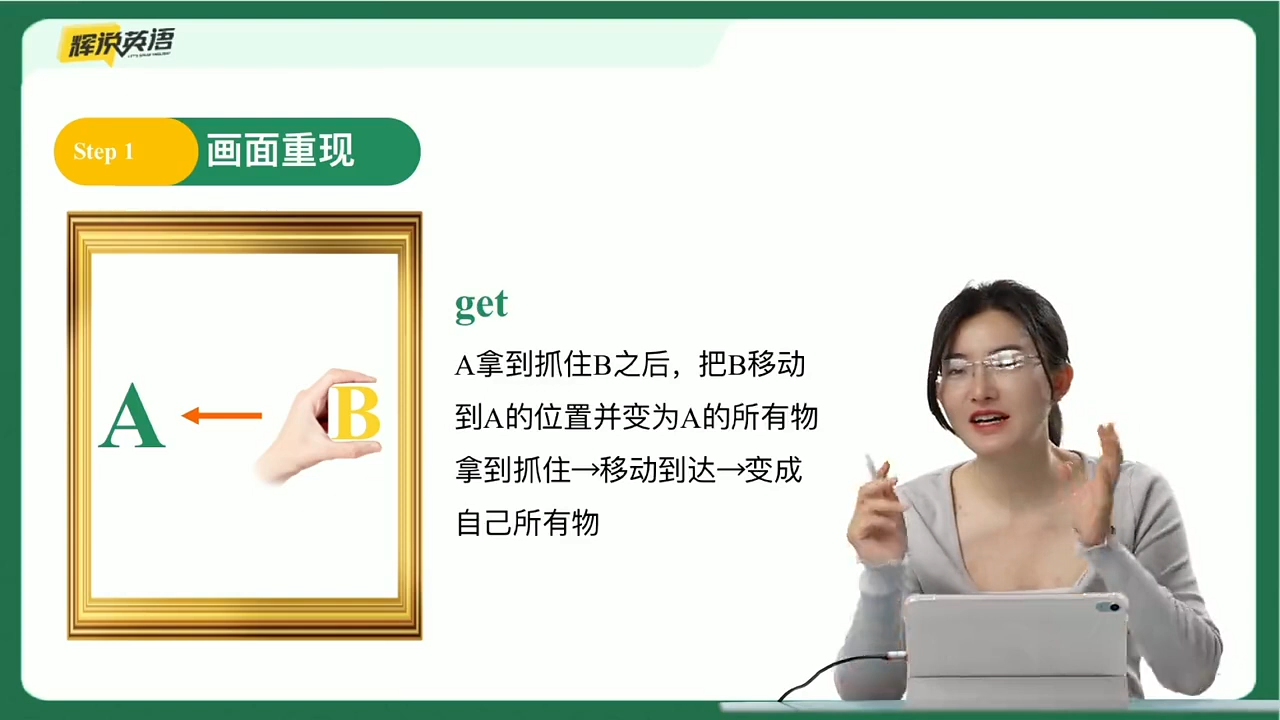 辉说英语
Step 1 画面重现
get
A拿到抓住B之后，把B移动
到A的位置并变为A的所有物
拿到抓住→移动到达→变成
自己所有物
A
B